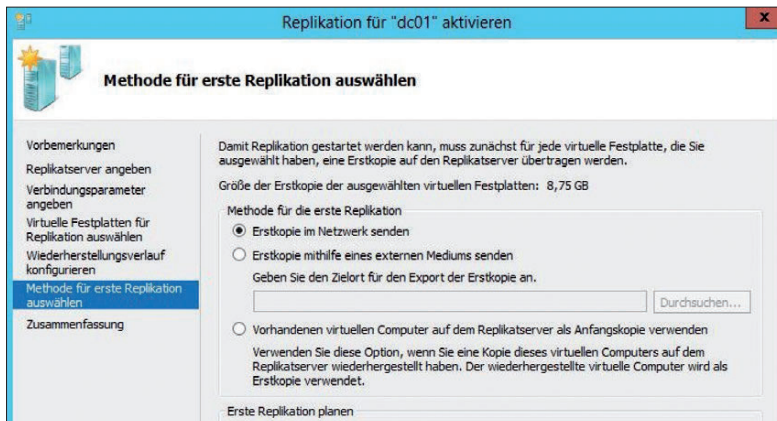 Replikation für "dc01" aktivieren
x
Methode für erste Replikation auswählen
Vorbemerkungen
Replikatserver angeben
Verbindungsparameter
angeben
Virtuelle Festplatten für
Replikation auswählen
Wiederherstellungsverlauf
konfigurieren
Methode für erste Replikation
auswählen
Zusammenfassung
Damit Replikation gestartet werden kann, muss zunächst für jede virtuelle Festplatte, die Sie
ausgewählt haben, eine Erstkopie auf den Replikatserver übertragen werden.
Größe der Erstkopie der ausgewählten virtuellen Festplatten: 8,75 GB
Methode für die erste Replikation
Erstkopie im Netzwerk senden
Erstkopie mithilfe eines externen Mediums senden
Geben Sie den Zielort für den Export der Erstkopie an.
Durchsuchen...
Vorhandenen virtuellen Computer auf dem Replikatserver als Anfangskopie verwenden
Verwenden Sie diese Option, wenn Sie eine Kopie dieses virtuellen Computers auf dem
Replikatserver wiederhergestellt haben. Der wiederhergestellte virtuelle Computer wird als
Erstkopie verwendet.
Erste Replikation planen